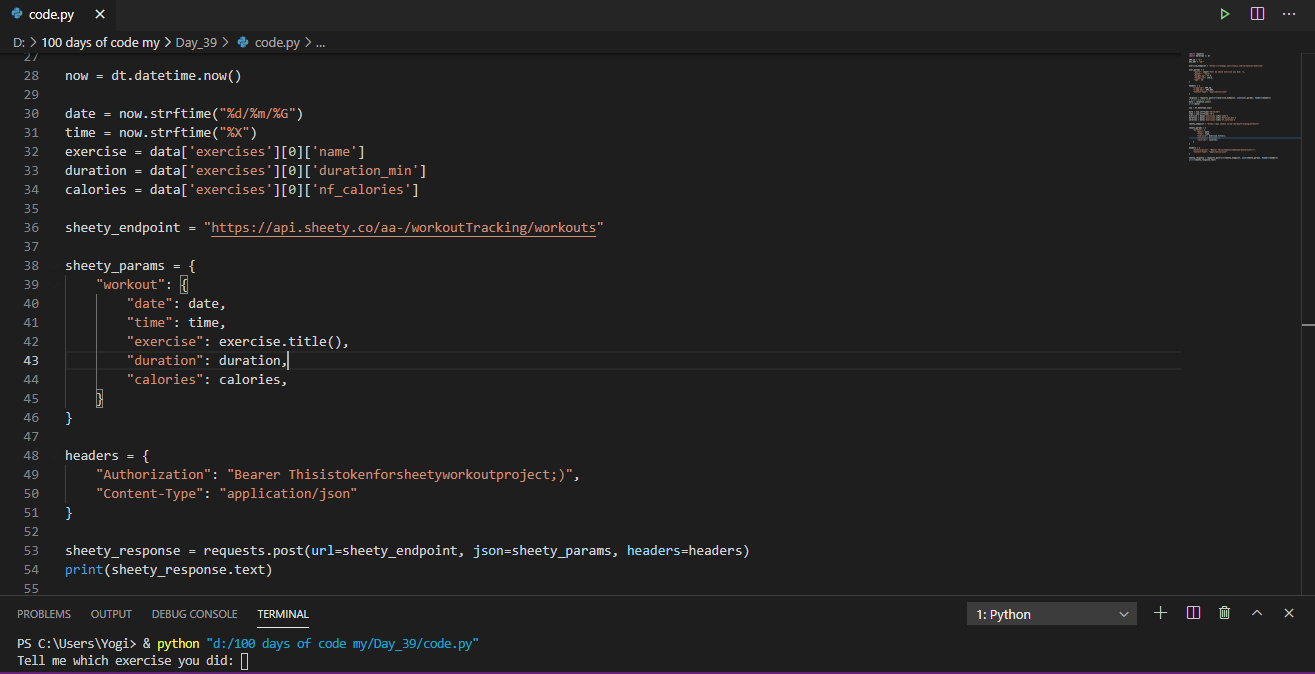 code.py
D: > 100 days of code my > Day_39 > code.py > ...
27
28 now = dt.datetime.now()
29
30 date = now.strftime("%d/%m/%G")
31 time = now.strftime("%X")
32 exercise = data['exercises'][0]['name']
33 duration = data['exercises'][0]['duration_min']
34 calories = data['exercises'][0]['nf_calories']
35
36 sheety_endpoint = "https://api.sheety.co/aa-/workoutTracking/workouts"
37
38 sheety_params = {
39     "workout": {
40         "date": date,
41         "time": time,
42         "exercise": exercise.title(),
43         "duration": duration,
44         "calories": calories,
45     }
46 }
47
48 headers = {
49     "Authorization": "Bearer Thisistokenforsheetyworkoutproject;)",
50     "Content-Type": "application/json"
51 }
52
53 sheety_response = requests.post(url=sheety_endpoint, json=sheety_params, headers=headers)
54 print(sheety_response.text)
55
PROBLEMS OUTPUT DEBUG CONSOLE TERMINAL 1: Python
PS C:\Users\Yogi> & python "d:/100 days of code my/Day_39/code.py"
Tell me which exercise you did: